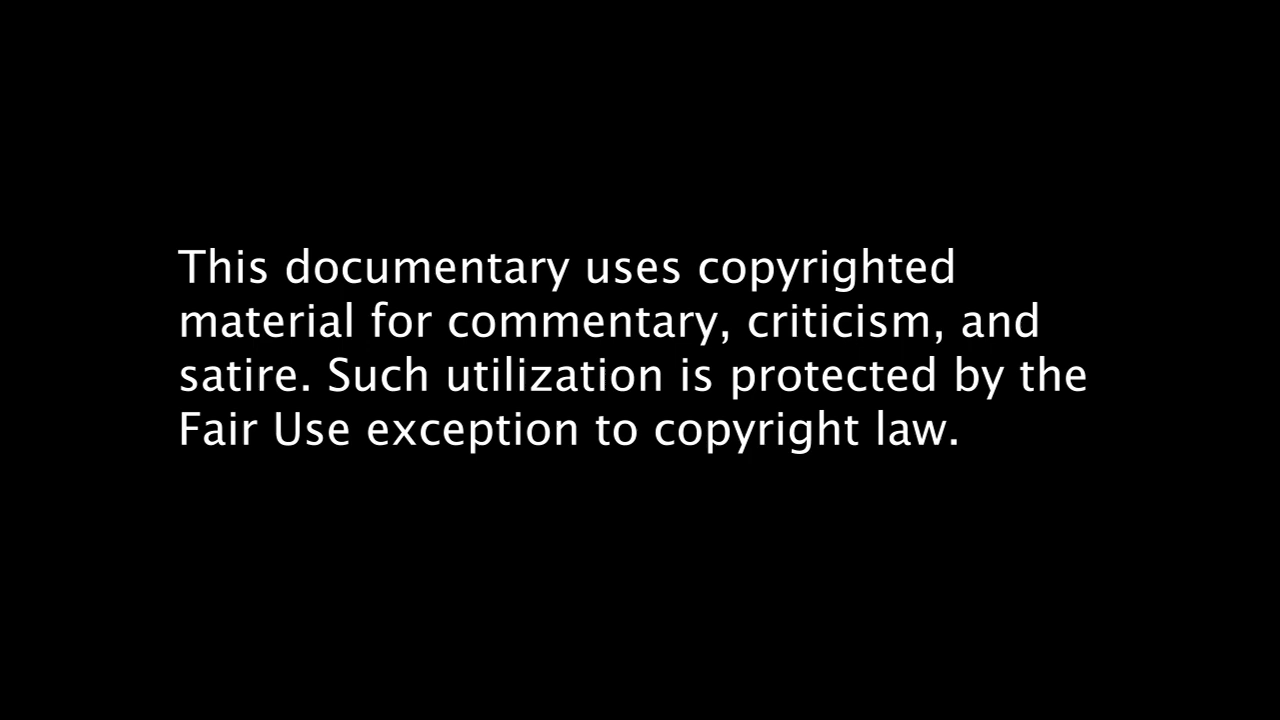 This documentary uses copyrighted
material for commentary, criticism, and
satire. Such utilization is protected by the
Fair Use exception to copyright law.